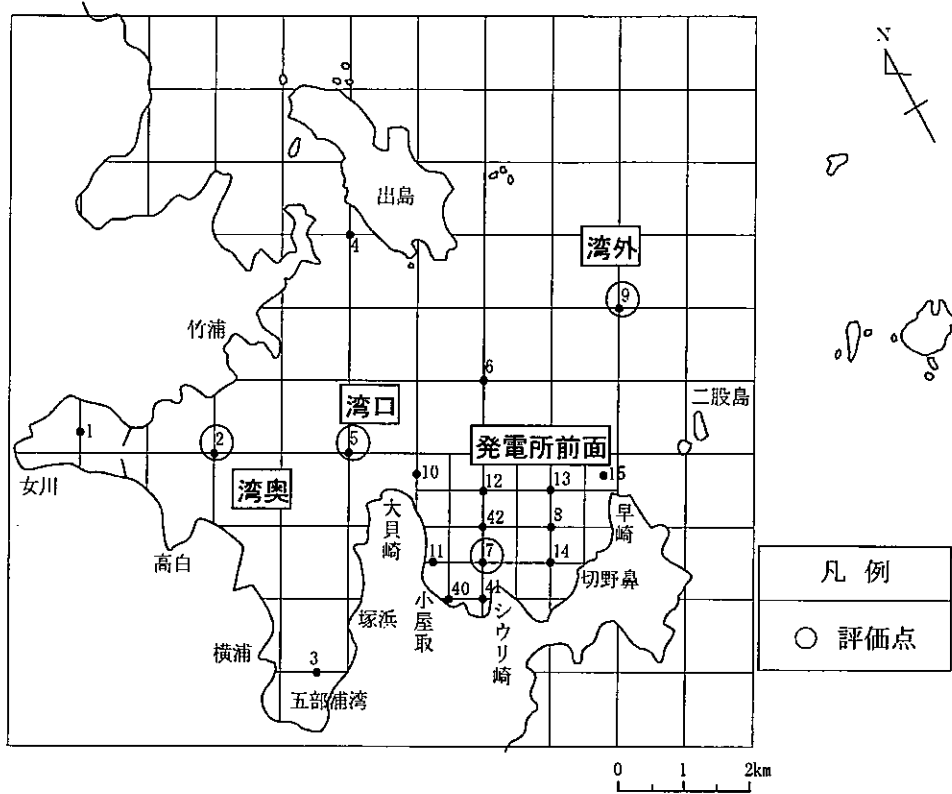 N
出島
4
湾外
9
竹浦
6
二股島
湾口
発電所前面
1
2
5
湾奥
10
12
13
15
女川
大貝崎
42
8
早崎
高白
11
7
14
切野鼻
凡例
40
41
小屋取
シウリ崎
塚浜
横浦
3
五部浦湾
○ 評価点
0 1 2km